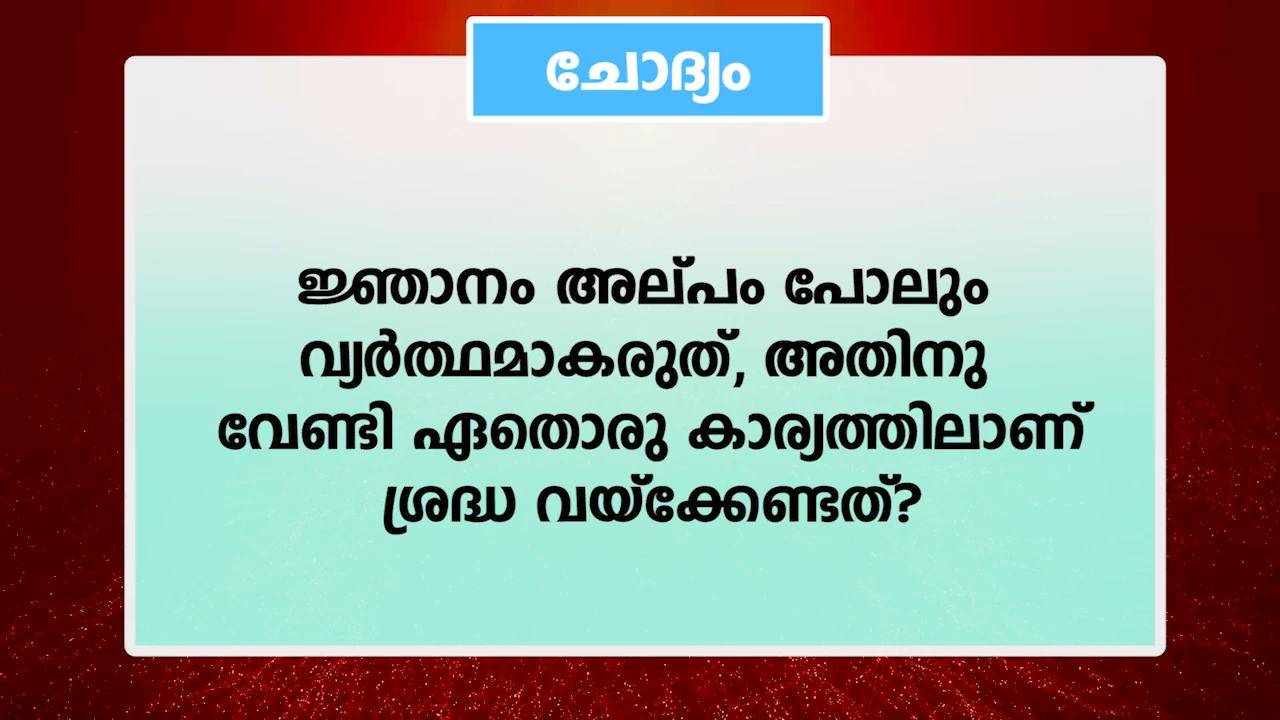 ചോദ്യം
ജ്ഞാനം അല്പം പോലും
വ്യർത്ഥമാകരുത്, അതിനു
വേണ്ടി ഏതൊരു കാര്യത്തിലാണ്
ശ്രദ്ധ വയ്ക്കേണ്ടത്?